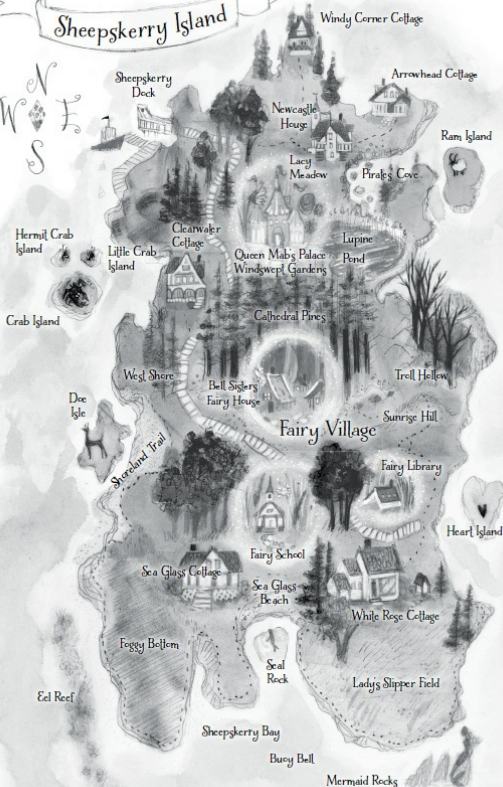 Sheepskerry Island
Windy Corner Cottage
N
W E
S
Sheepskerry
Dock
Arrowhead Cottage
Newcastle
House
Ram Island
Lacy
Meadow
Pirate's Cove
Clearwater
Cottage
Hermit Crab
Island
Little Crab
Island
Lupine
Pond
Queen Mab's Palace
Windswept Gardens
Crab Island
Cathedral Pines
West Shore
Bell Sisters
Fairy House
Troll Hollow
Doe
Isle
Sunrise Hill
Fairy Village
Shoreland Trail
Fairy Library
Heart Island
Fairy School
Sea Glass Cottage
Sea Glass
Beach
White Rose Cottage
Foggy Bottom
Seal
Rock
Lady's Slipper Field
Eel Reef
Sheepskerry Bay
Buoy Bell
Mermaid Rocks